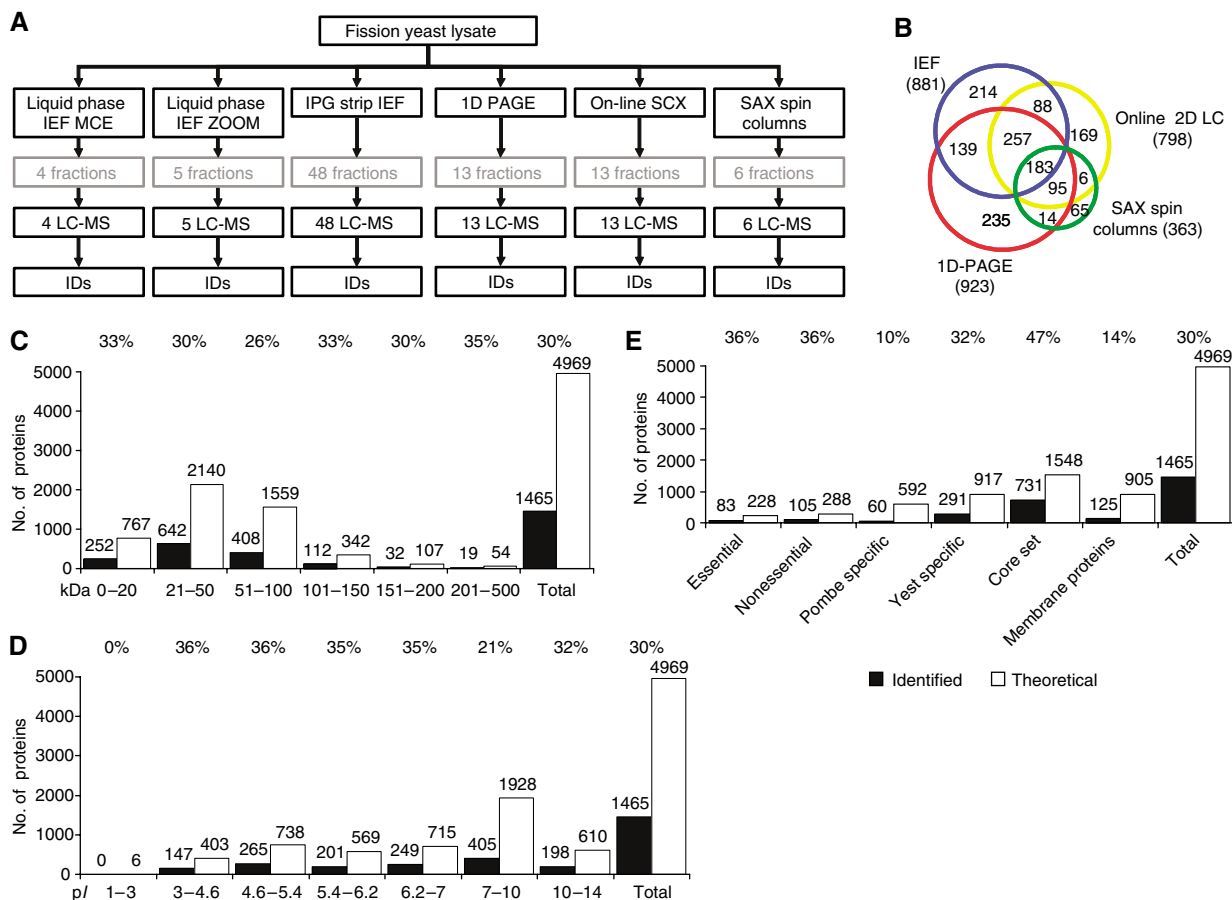 A
Fission yeast lysate
Liquid phase
IEF MCE
Liquid phase
IEF ZOOM
IPG strip IEF
1D PAGE
On-line SCX
SAX spin
columns
4 fractions
5 fractions
48 fractions
13 fractions
13 fractions
6 fractions
4 LC-MS
5 LC-MS
48 LC-MS
13 LC-MS
13 LC-MS
6 LC-MS
IDs
IDs
IDs
IDs
IDs
IDs
B
IEF
(881)
214
88
Online 2D LC
(798)
169
139
257
183
95
6
235
14
65
SAX spin
columns (363)
1D-PAGE
(923)
C
33% 30% 26% 33% 30% 35% 30%
No. of proteins
5000
4000
3000
2000
1000
0
252 767
642 2140
408 1559
112 342
32 107
19 54
1465 4969
kDa 0–20 21–50 51–100 101–150 151–200 201–500 Total
E
36% 36% 10% 32% 47% 14% 30%
No. of proteins
5000
4000
3000
2000
1000
0
83 228
105 288
60 592
291 917
731 1548
125 905
1465 4969
Essential
Nonessential
Pombe specific
Yest specific
Core set
Membrane proteins
Total
Identified
Theoretical
D
0% 36% 36% 35% 35% 21% 32% 30%
No. of proteins
5000
4000
3000
2000
1000
0
0 6
147 403
265 738
201 569
249 715
405 1928
198 610
1465 4969
pI 1–3 3–4.6 4.6–5.4 5.4–6.2 6.2–7 7–10 10–14 Total